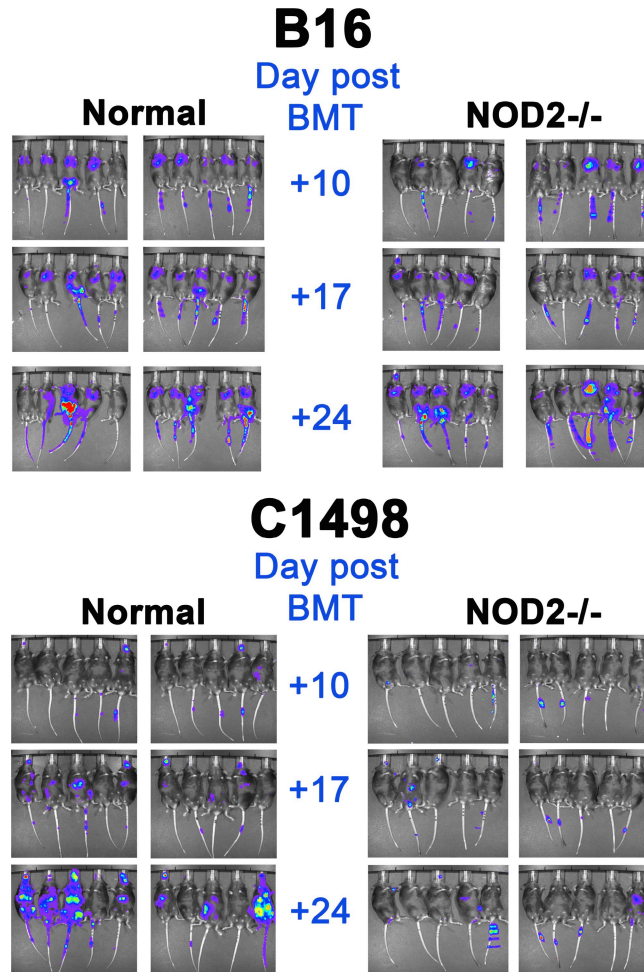 B16
Day post
Normal BMT NOD2-/-
+10
+17
+24
C1498
Day post
Normal BMT NOD2-/-
+10
+17
+24